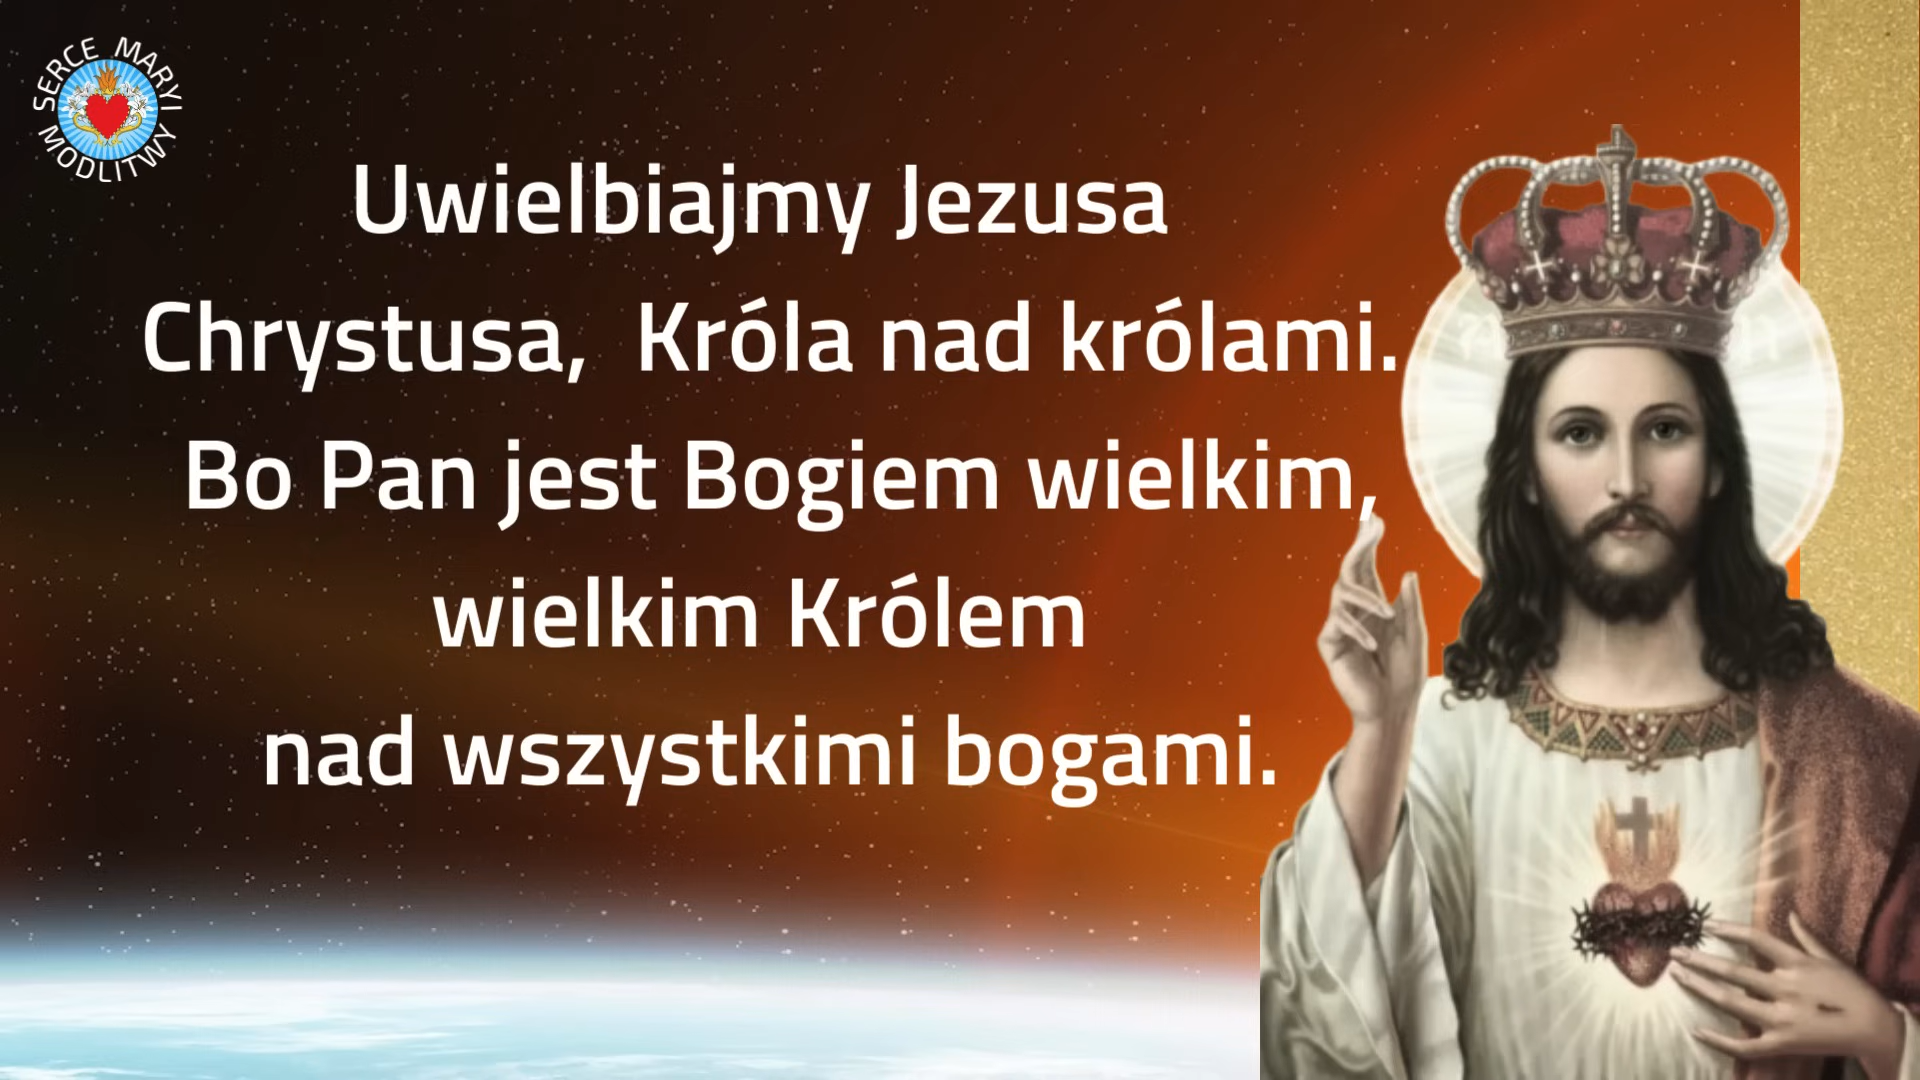 SERCE MARYI
MODLITWY
Uwielbiajmy Jezusa
Chrystusa, Króla nad królami.
Bo Pan jest Bogiem wielkim,
wielkim Królem
nad wszystkimi bogami.